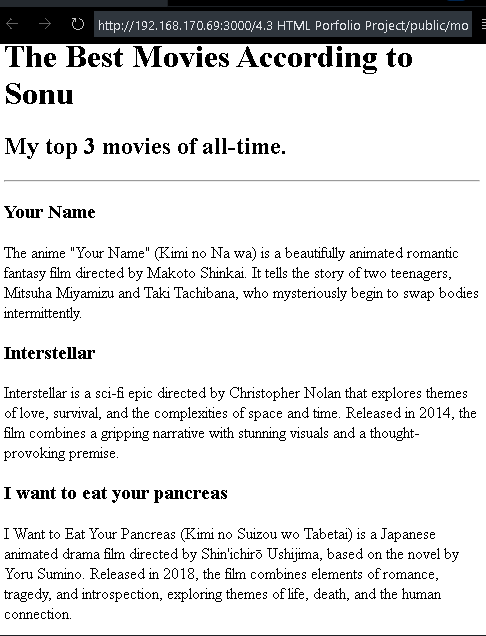 http://192.168.170.69:3000/4.3 HTML Porfolio Project/public/mo
The Best Movies According to
Sonu
My top 3 movies of all-time.
Your Name
The anime "Your Name" (Kimi no Na wa) is a beautifully animated romantic
fantasy film directed by Makoto Shinkai. It tells the story of two teenagers,
Mitsuha Miyamizu and Taki Tachibana, who mysteriously begin to swap bodies
intermittently.
Interstellar
Interstellar is a sci-fi epic directed by Christopher Nolan that explores themes
of love, survival, and the complexities of space and time. Released in 2014, the
film combines a gripping narrative with stunning visuals and a thought-
provoking premise.
I want to eat your pancreas
I Want to Eat Your Pancreas (Kimi no Suizou wo Tabetai) is a Japanese
animated drama film directed by Shin'ichirō Ushijima, based on the novel by
Yoru Sumino. Released in 2018, the film combines elements of romance,
tragedy, and introspection, exploring themes of life, death, and the human
connection.